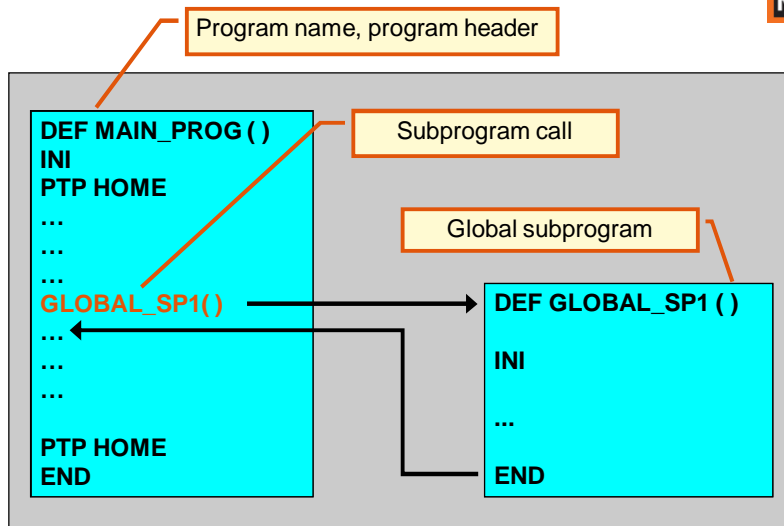 Program name, program header
DEF MAIN_PROG ( )
INI
PTP HOME
...
...
...
GLOBAL_SP1( )
...
...
...
PTP HOME
END
Subprogram call
Global subprogram
DEF GLOBAL_SP1 ( )
INI
...
END